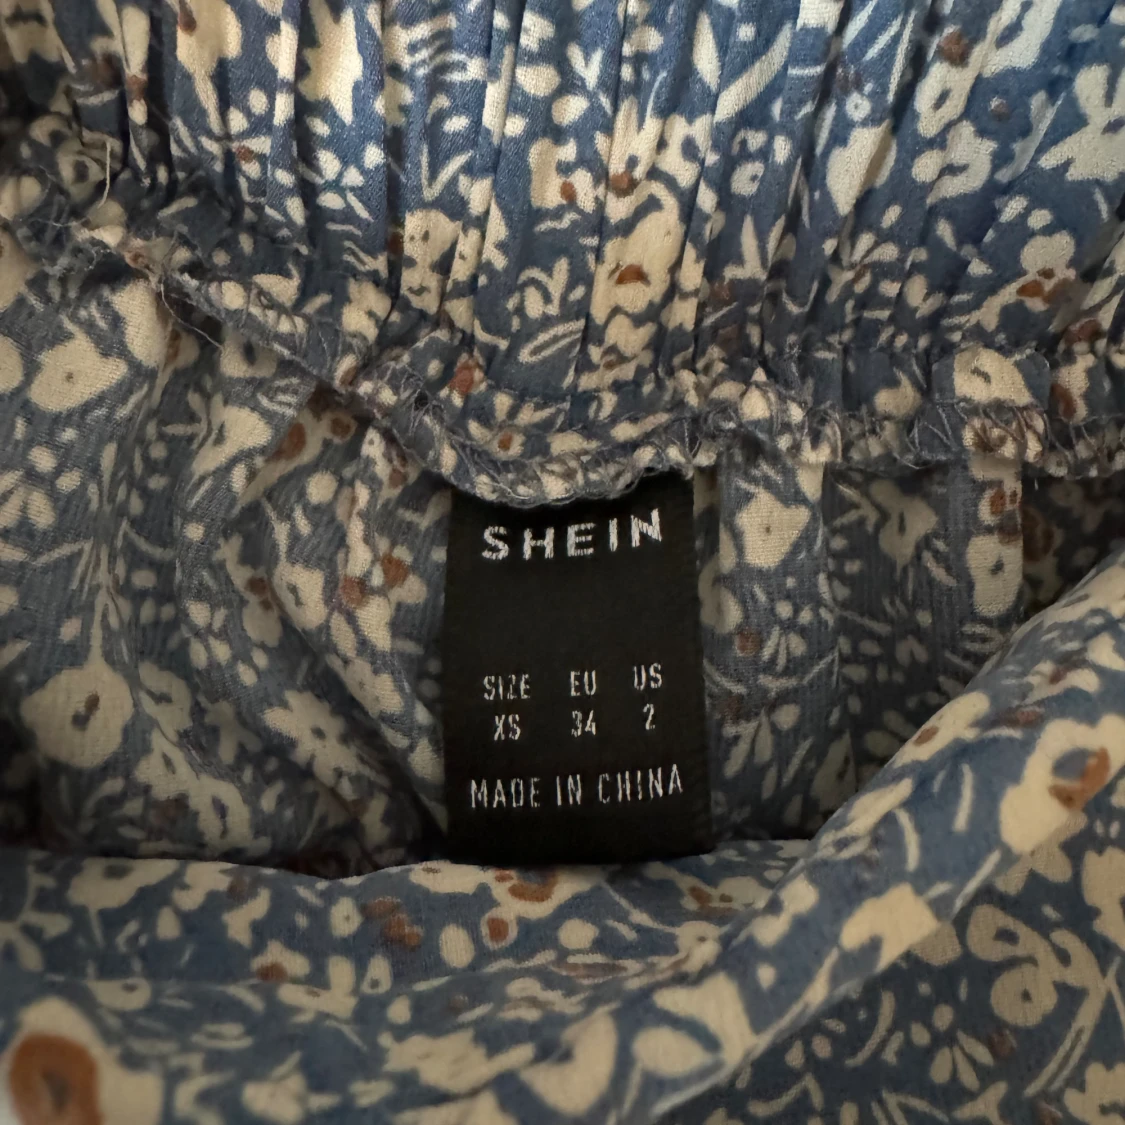 SHEIN
SIZE EU US
XS 34 2
MADE IN CHINA